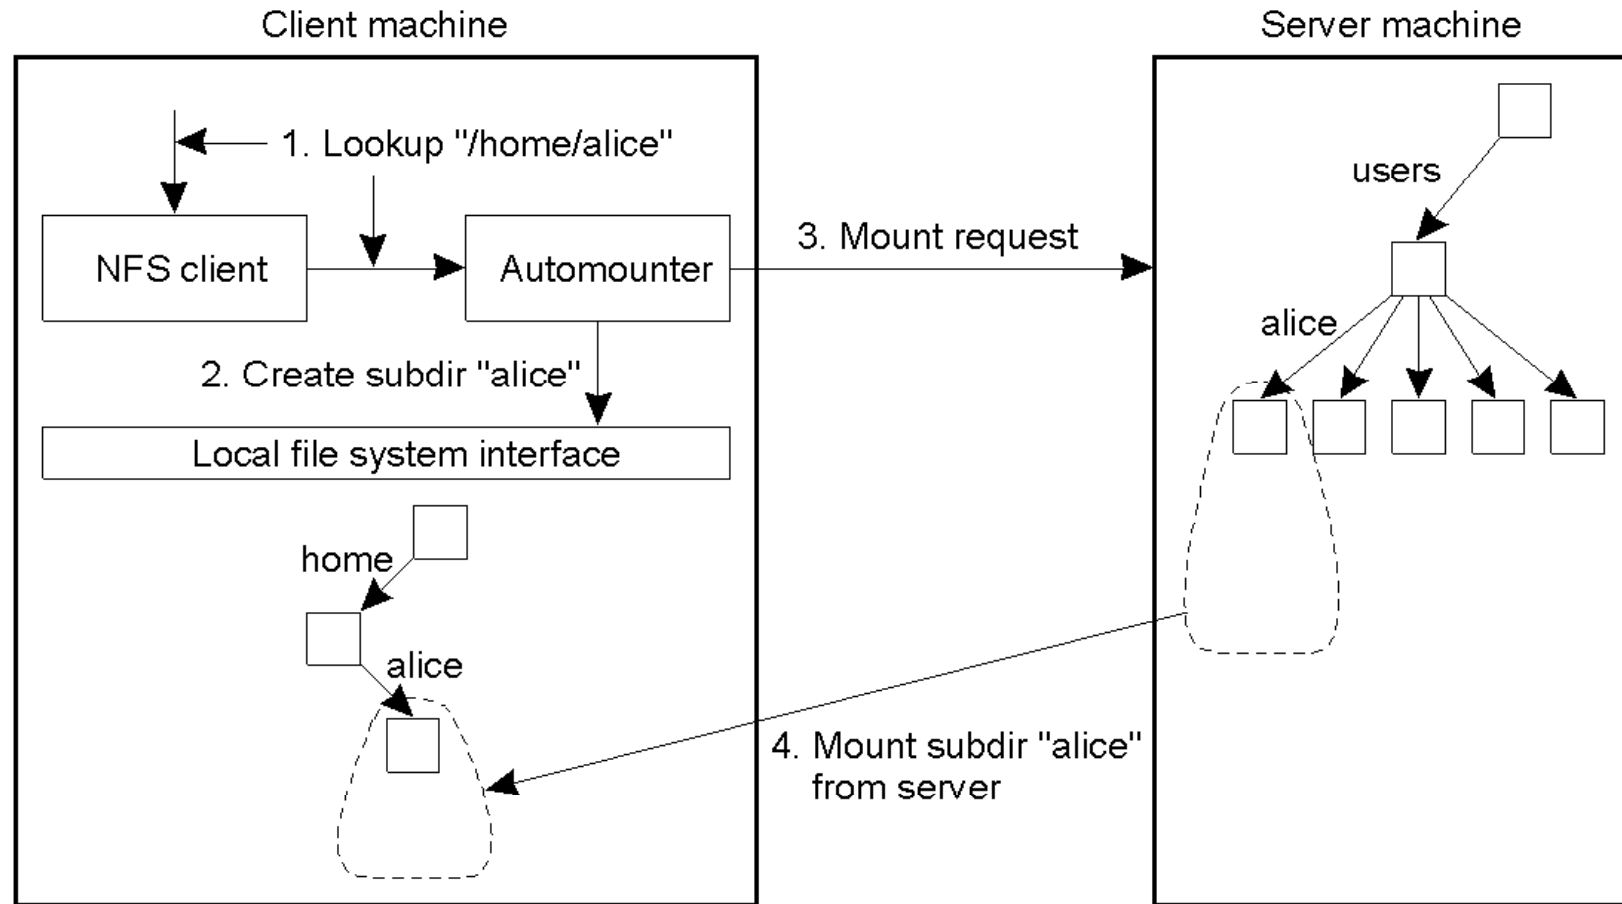 Client machine
Server machine
1. Lookup "/home/alice"
users
3. Mount request
NFS client
Automounter
alice
2. Create subdir "alice"
Local file system interface
home
alice
4. Mount subdir "alice"
from server